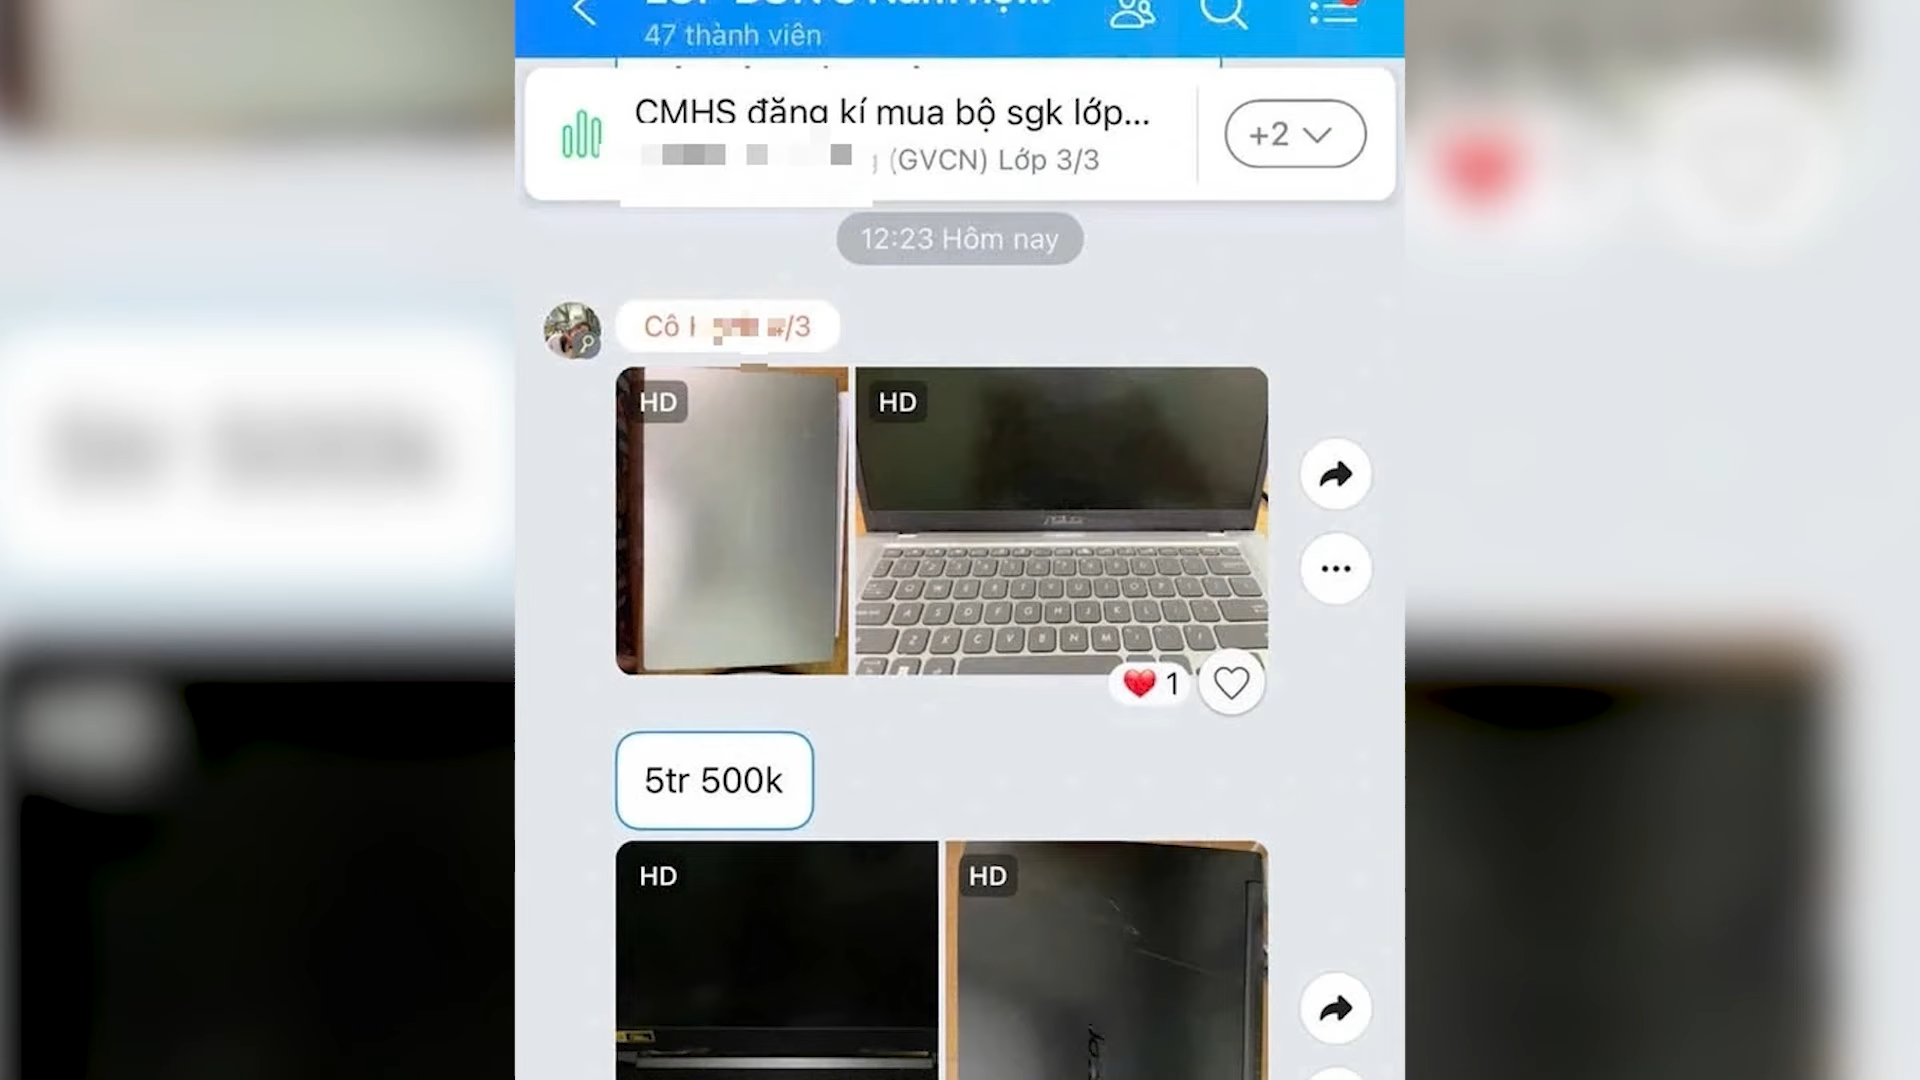 47 thành viên
CMHS đăng kí mua bộ sgk lớp...
(GVCN) Lớp 3/3
+2
12:23 Hôm nay
Cô /3
HD
HD
ASUS
1
5tr 500k
HD
HD